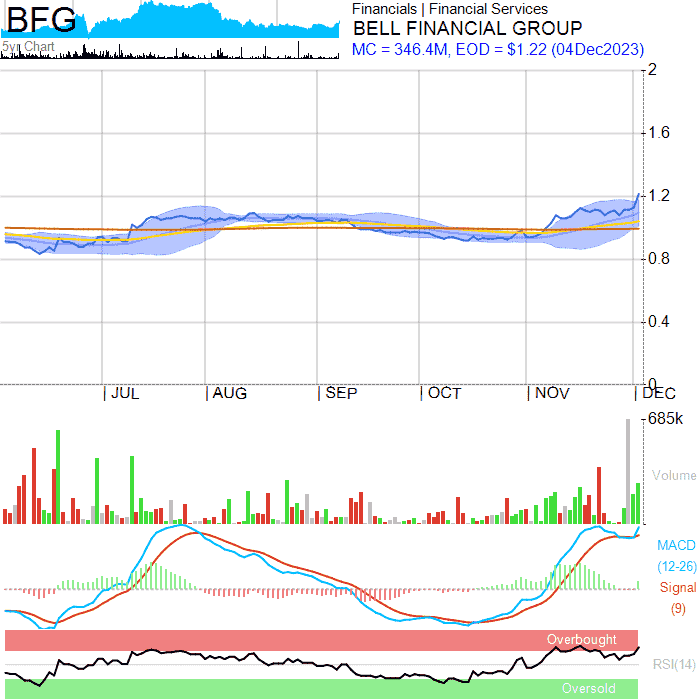 BFG
5yr Chart
Financials | Financial Services
BELL FINANCIAL GROUP
MC = 346.4M, EOD = $1.22 (04Dec2023)
2
1.6
1.2
0.8
0.4
0
JUL AUG SEP OCT NOV DEC
685k
Volume
MACD
(12-26)
Signal
(9)
Overbought
RSI(14)
Oversold